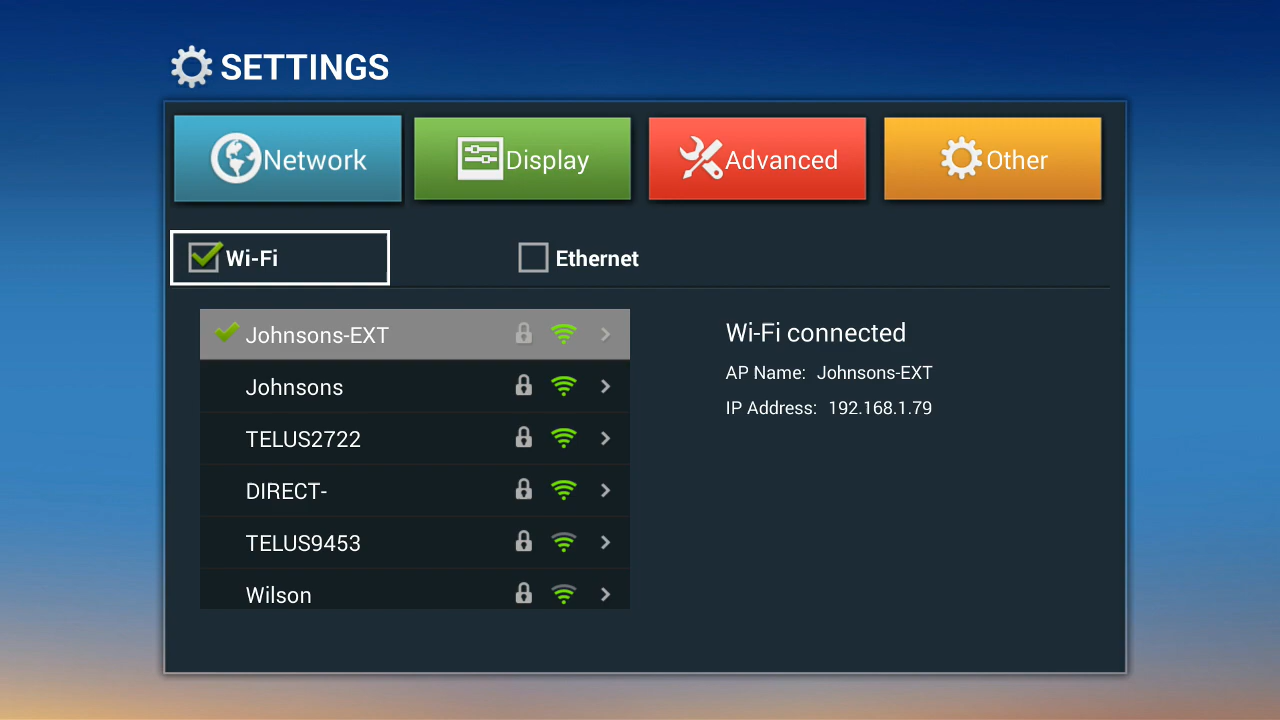 SETTINGS
Network Display Advanced Other
Wi-Fi Ethernet
Johnsons-EXT
Johnsons
TELUS2722
DIRECT-
TELUS9453
Wilson
Wi-Fi connected
AP Name: Johnsons-EXT
IP Address: 192.168.1.79